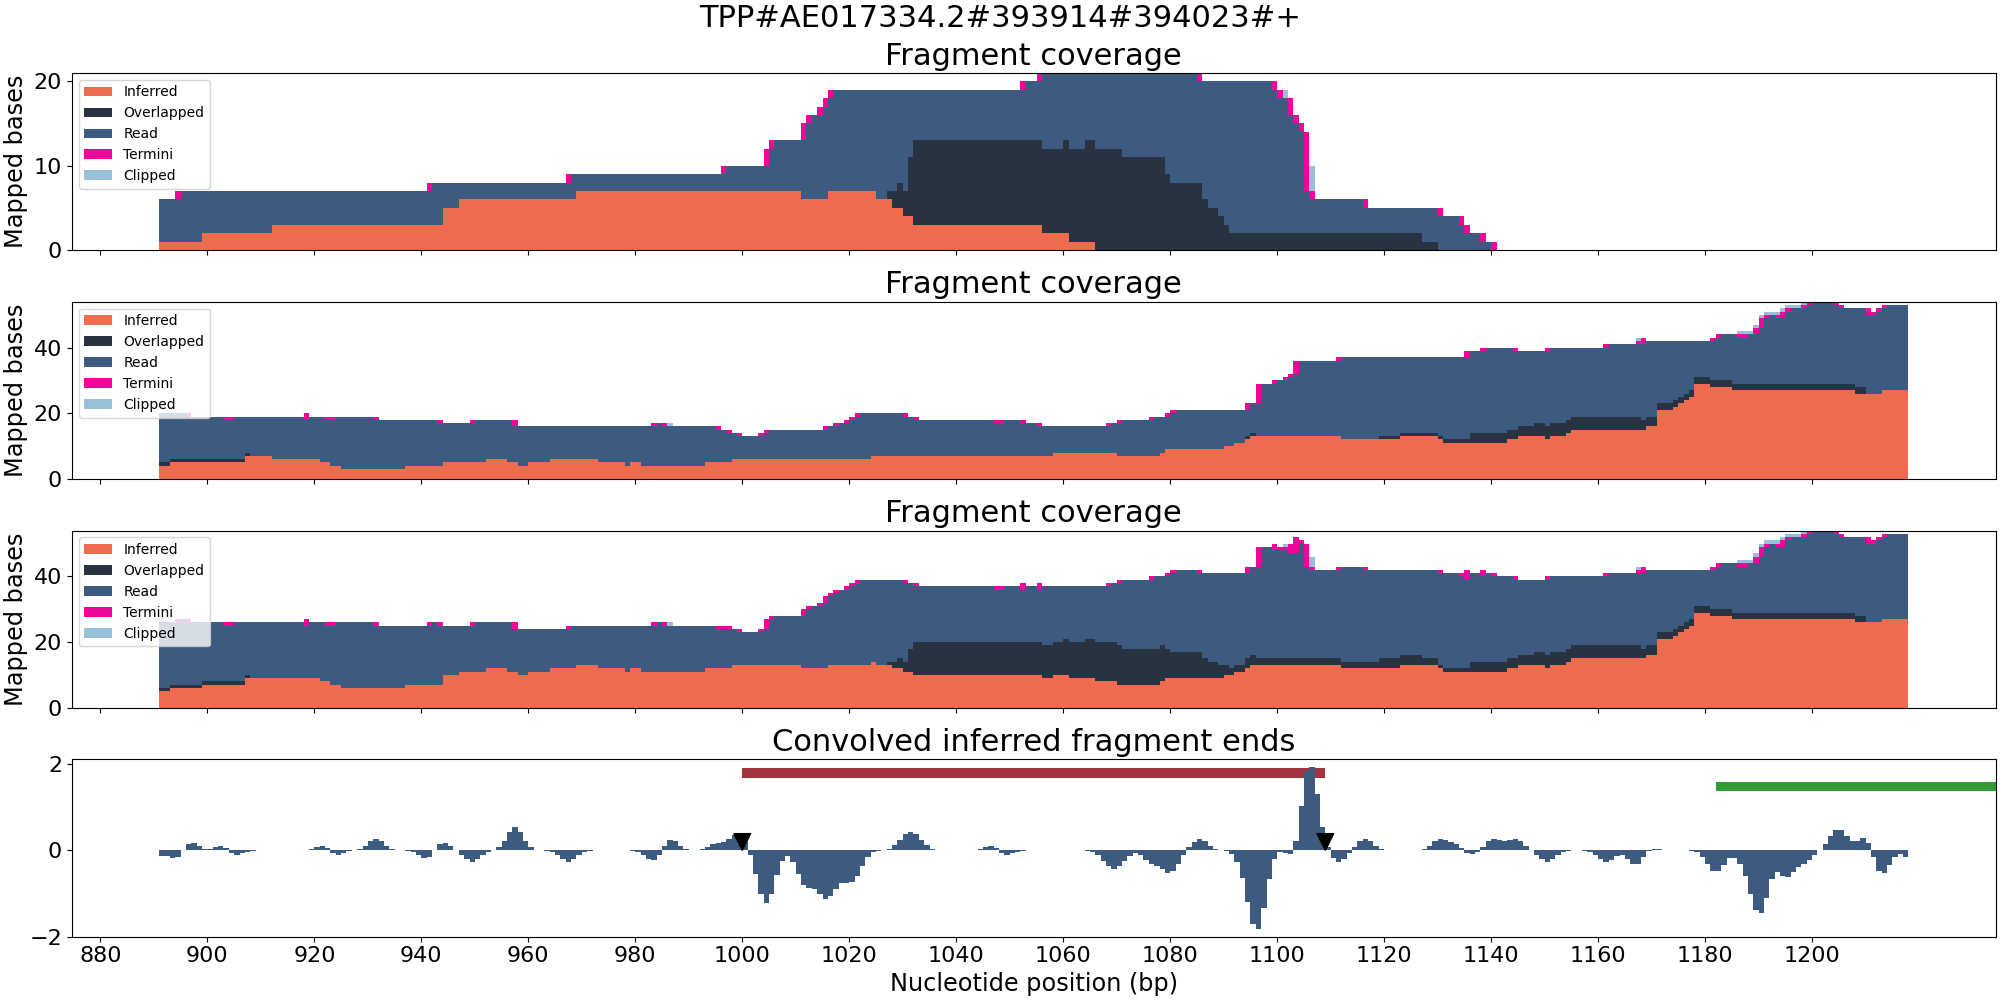 TPP#AE017334.2#393914#394023#+
Fragment coverage
Mapped bases
20
10
0
Inferred
Overlapped
Read
Termini
Clipped
Fragment coverage
Mapped bases
40
20
0
Inferred
Overlapped
Read
Termini
Clipped
Fragment coverage
Mapped bases
40
20
0
Inferred
Overlapped
Read
Termini
Clipped
Convolved inferred fragment ends
2
0
−2
880 900 920 940 960 980 1000 1020 1040 1060 1080 1100 1120 1140 1160 1180 1200
Nucleotide position (bp)